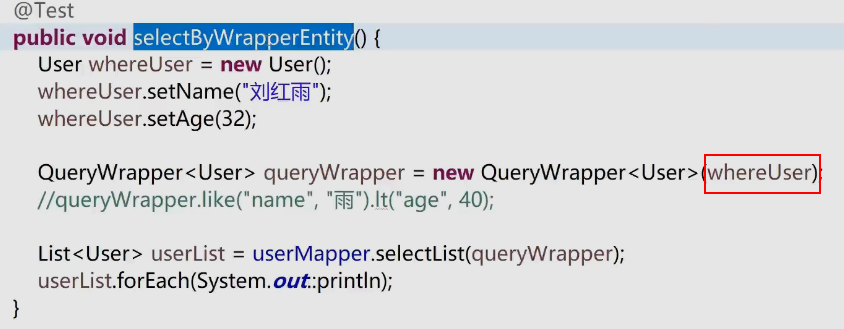 @Test
public void selectByWrapperEntity() {
User whereUser = new User();
whereUser.setName("刘红雨");
whereUser.setAge(32);
QueryWrapper<User> queryWrapper = new QueryWrapper<User>(whereUser);
//queryWrapper.like("name", "雨").lt("age", 40);
List<User> userList = userMapper.selectList(queryWrapper);
userList.forEach(System.out::println);
}